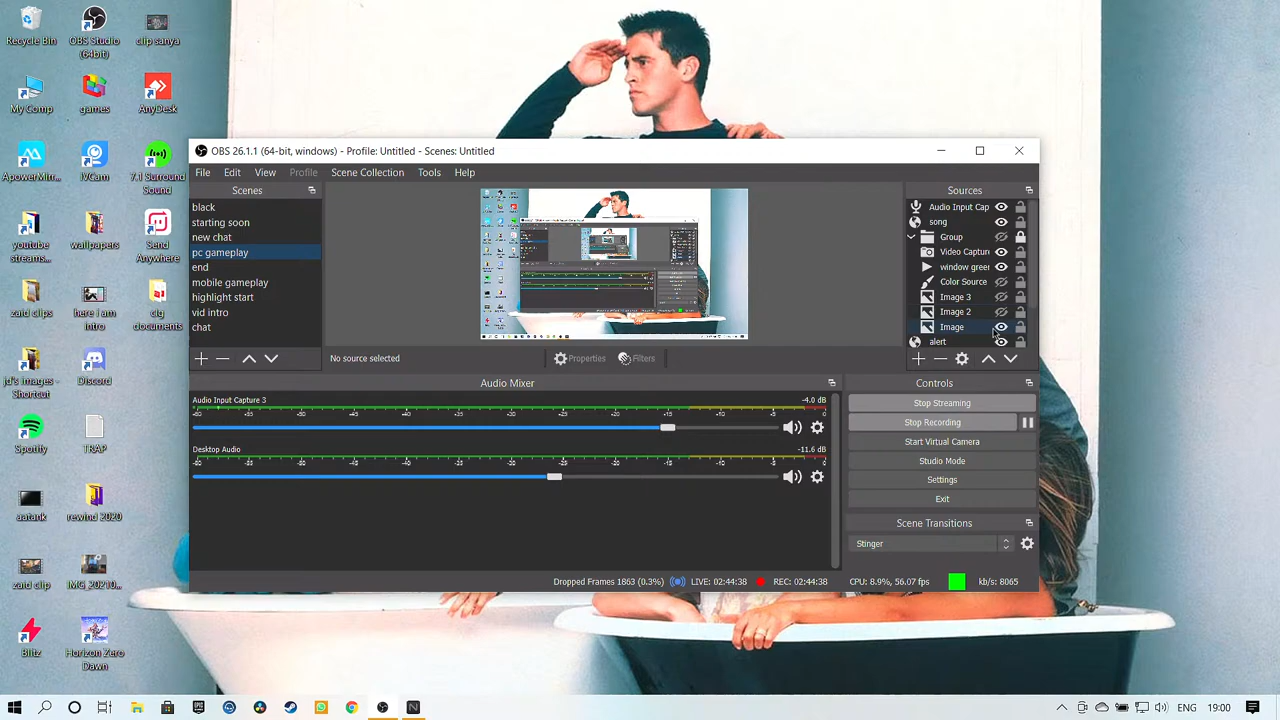 Recycle Bin
OBS Studio
(64bit)
clip sanya
My Comp
games
AnyDesk
ApowerMirr...
iVCam
7.1 Surround
Sound
youtube
streams...
wallpapers
Send
Anywhere
zaid clips
here i am
intro
cfg
documents
jd's images -
Shortcut
Discord
Spotify
TRAP
aatank
rewind 2020
zaid clip
IMG_20210...
Blitz
Horizon Zero
Dawn
OBS 26.1.1 (64-bit, windows) - Profile: Untitled - Scenes: Untitled
File Edit View Profile Scene Collection Tools Help
Scenes
black
starting soon
new chat
pc gameplay
end
mobile gameplay
highlight start
vid intro
chat
Sources
Audio Input Cap
song
Group
Video Capture
window green
Color Source
Image 3
Image 2
Image
alert
No source selected Properties Filters
Audio Mixer
Audio Input Capture 3 -4.0 dB
Desktop Audio -11.6 dB
Controls
Stop Streaming
Stop Recording
Start Virtual Camera
Studio Mode
Settings
Exit
Scene Transitions
Stinger
Dropped Frames 1863 (0.3%) LIVE: 02:44:38 REC: 02:44:38 CPU: 8.9%, 56.07 fps kb/s: 8065
ENG 19:00